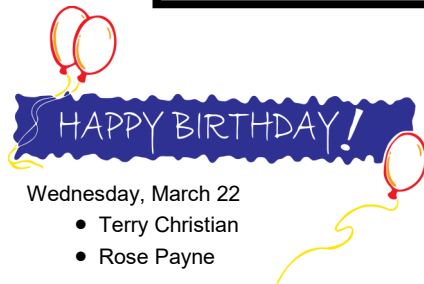 HAPPY BIRTHDAY!
Wednesday, March 22
• Terry Christian
• Rose Payne